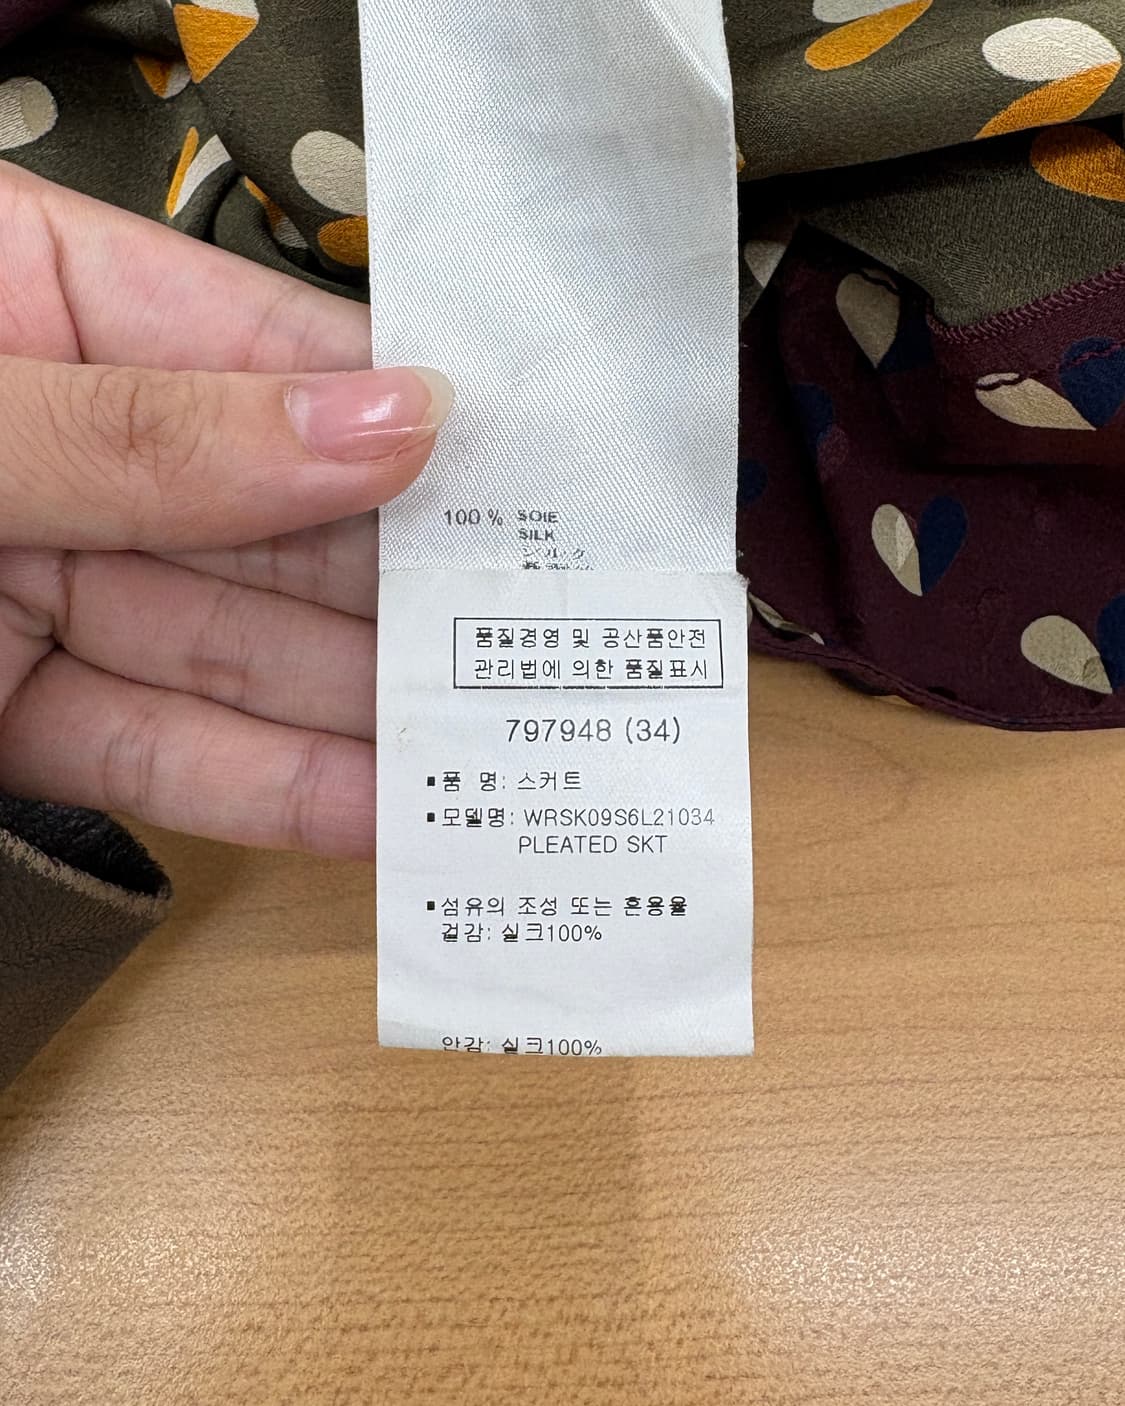 100 % SOIE
SILK
シルク
품질경영 및 공산품안전
관리법에 의한 품질표시
797948 (34)
▪품 명: 스커트
▪모델명: WRSK09S6L21034
PLEATED SKT
▪섬유의 조성 또는 혼용율
겉감: 실크100%
안감: 실크100%